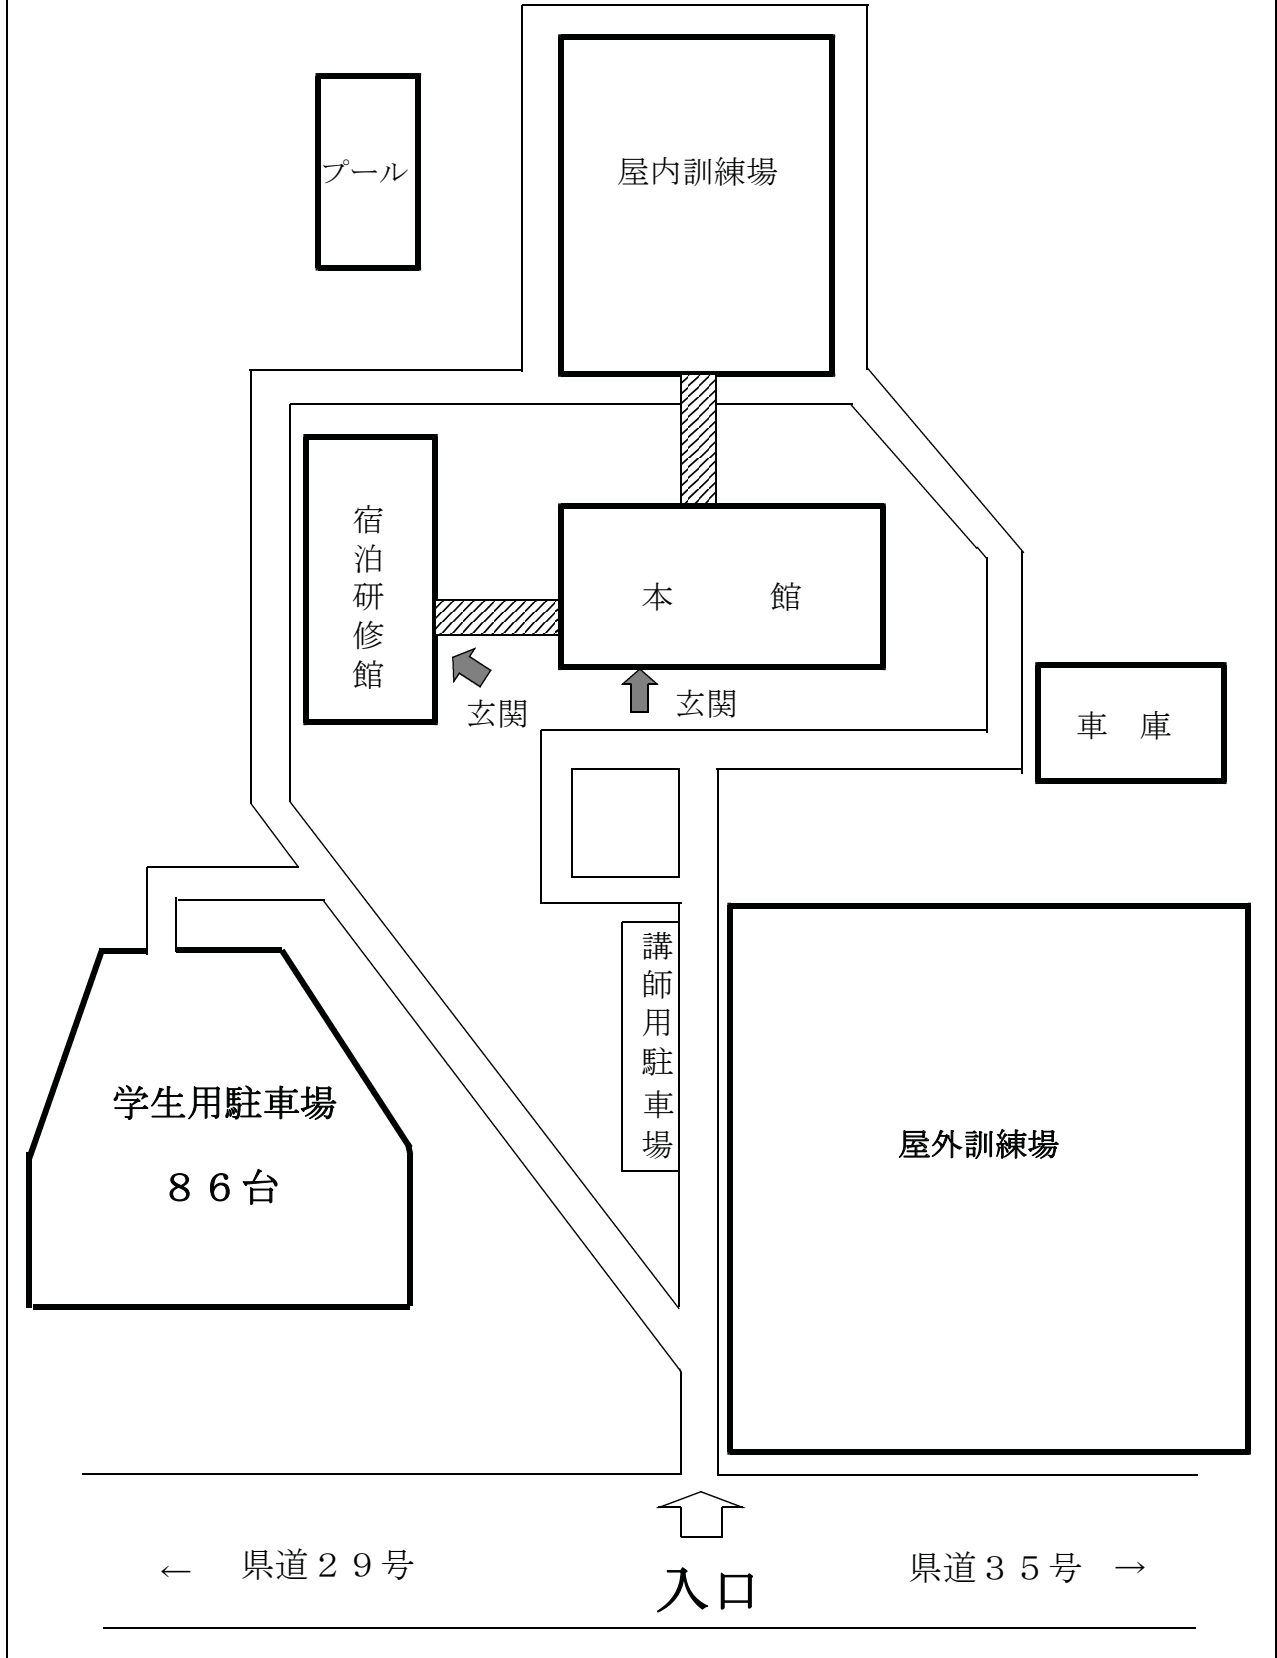 プール
屋内訓練場
宿泊研修館
本　　　館
玄関
玄関
車　庫
講師用駐車場
学生用駐車場
８６台
屋外訓練場
←　県道２９号
県道３５号　→
入口